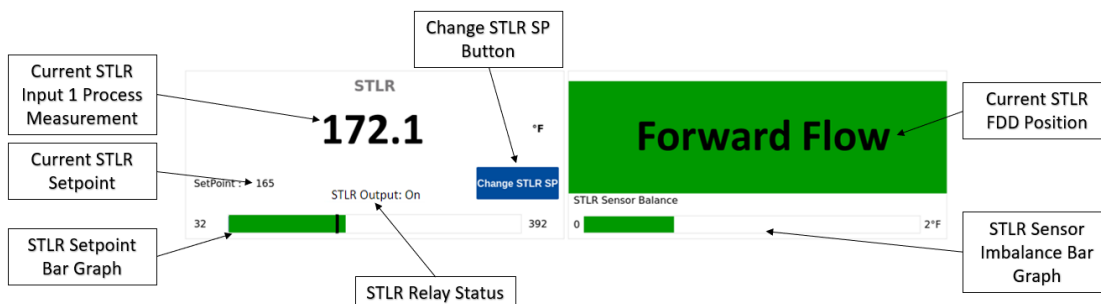 Change STLR SP
Button
Current STLR
Input 1 Process
Measurement
STLR
172.1
°F
Forward Flow
Current STLR
FDD Position
Current STLR
Setpoint
SetPoint : 165
Change STLR SP
STLR Output: On
STLR Sensor Balance
32
392
0
2°F
STLR Setpoint
Bar Graph
STLR Relay Status
STLR Sensor
Imbalance Bar
Graph